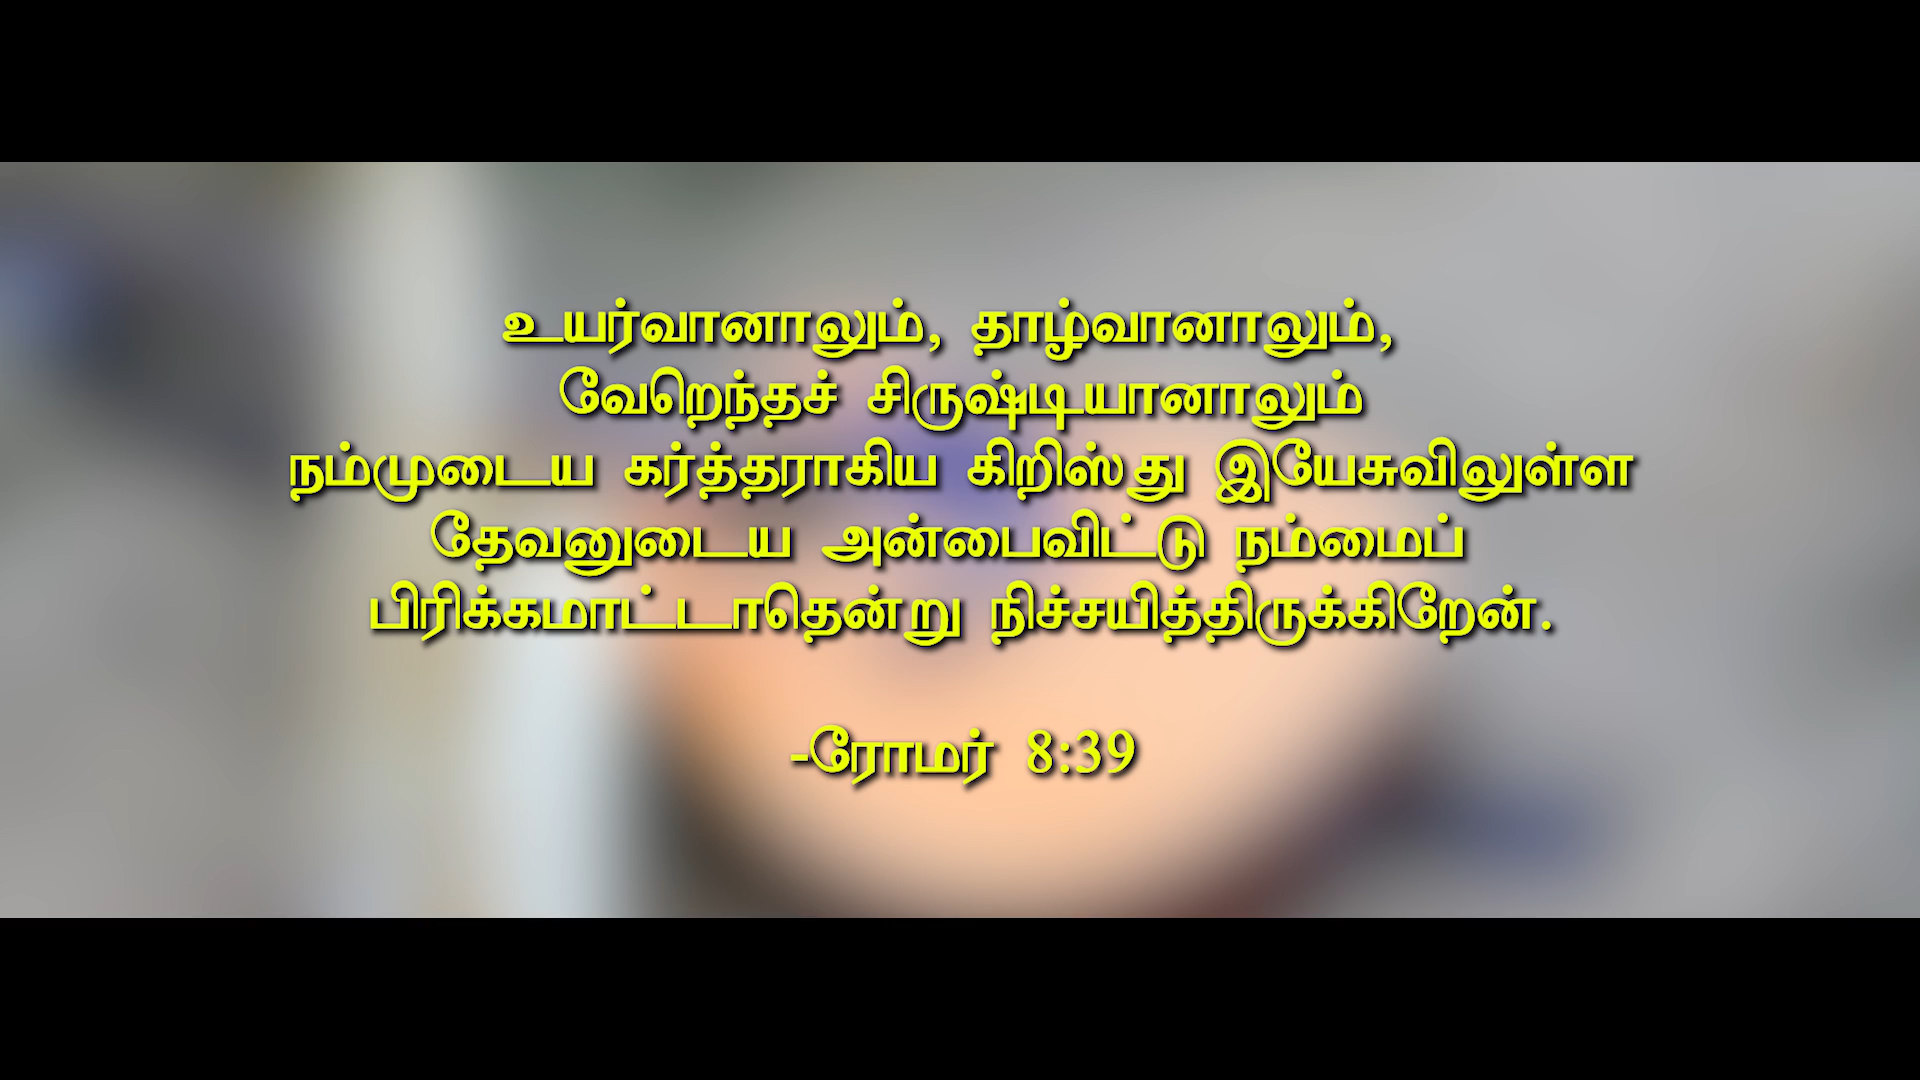 உயர்வானாலும், தாழ்வானாலும்,
வேறெந்தச் சிருஷ்டியானாலும்
நம்முடைய கர்த்தராகிய கிறிஸ்து இயேசுவிலுள்ள
தேவனுடைய அன்பைவிட்டு நம்மைப்
பிரிக்கமாட்டாதென்று நிச்சயித்திருக்கிறேன்.
-ரோமர் 8:39